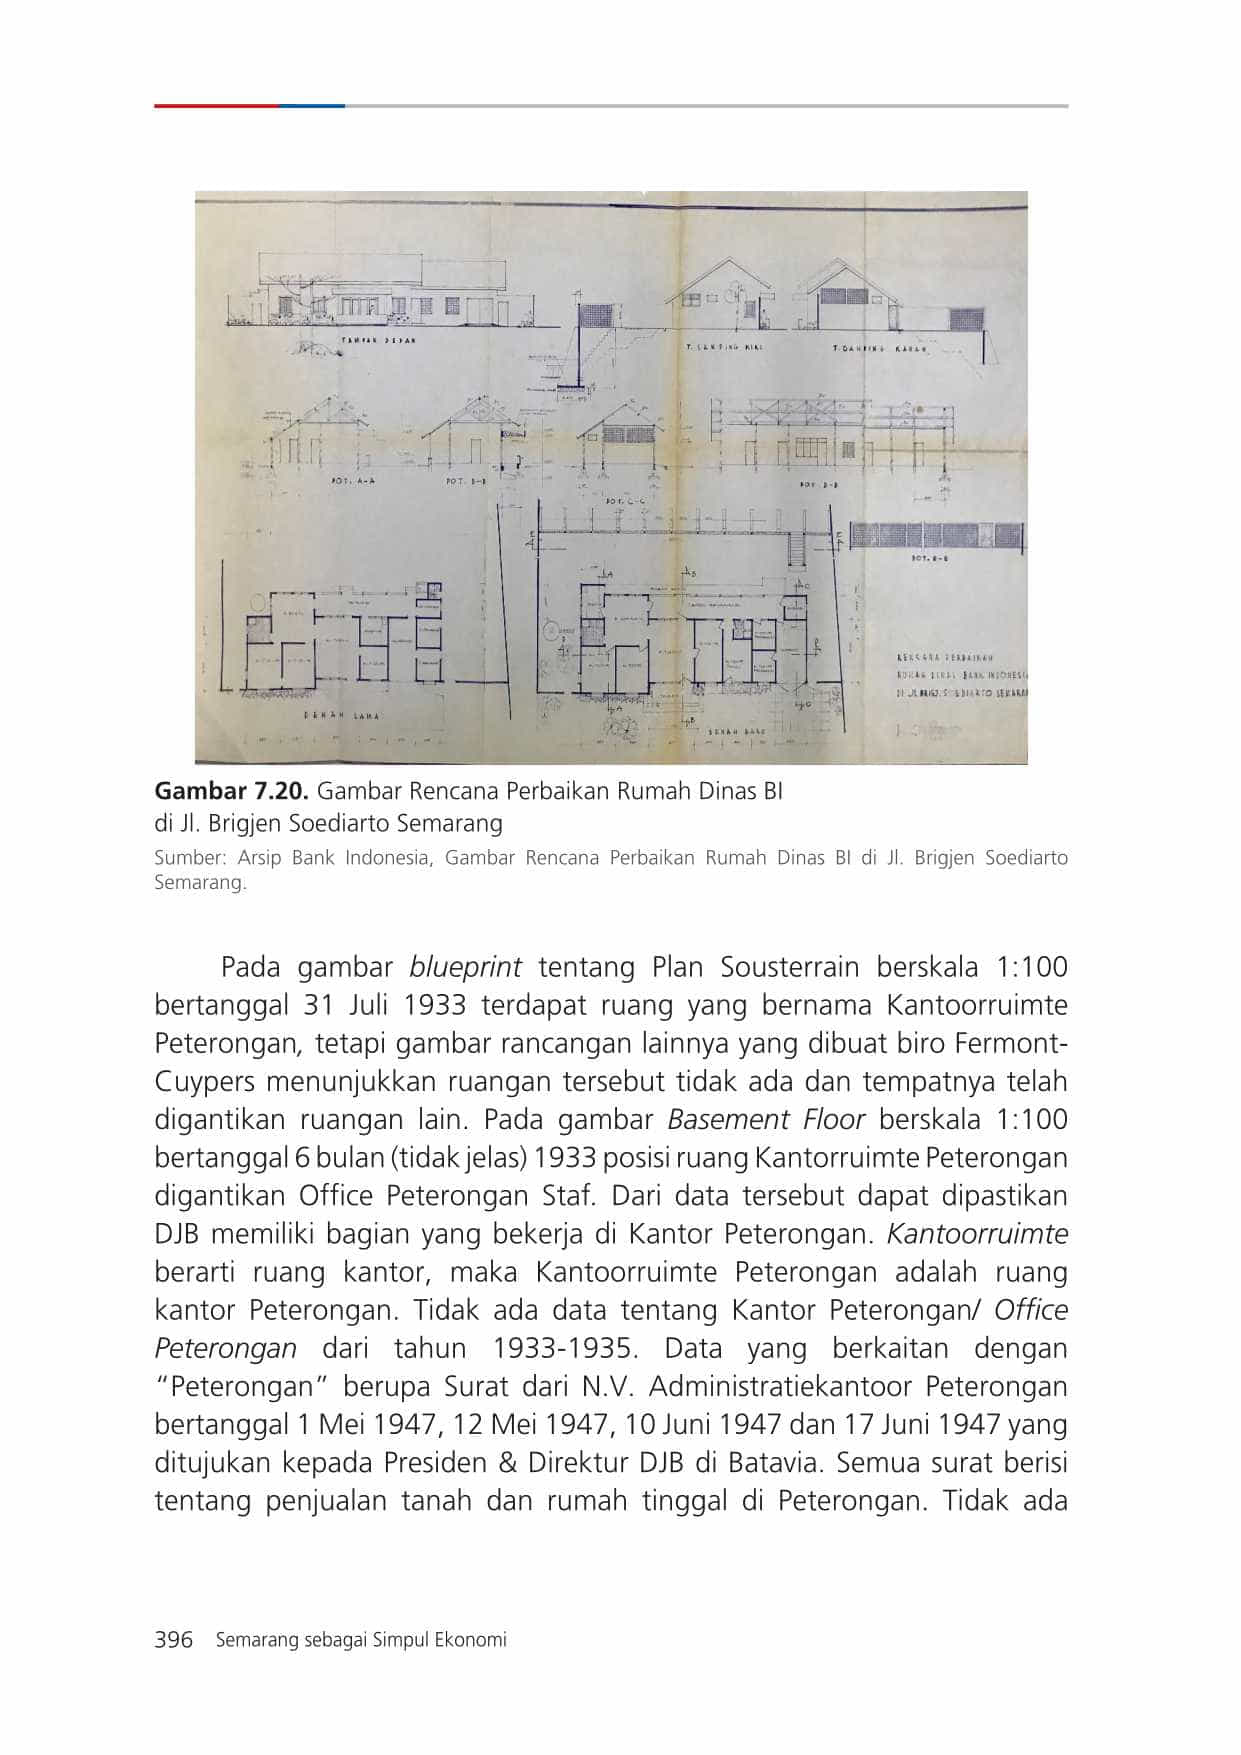 TAMPAK DEPAN
T. SAMPING KIRI
T. SAMPING KANAN
POT. A-A
POT. B-B
POT. C-C
POT. D-D
POT. E-E
DENAH LAMA
DENAH BARU
RENCANA PERBAIKAN
RUMAH DINAS BANK INDONESIA
DI JL. BRIGJ. SOEDIARTO SEMARAN
Gambar 7.20. Gambar Rencana Perbaikan Rumah Dinas BI
di Jl. Brigjen Soediarto Semarang
Sumber: Arsip Bank Indonesia, Gambar Rencana Perbaikan Rumah Dinas BI di Jl. Brigjen Soediarto
Semarang.
Pada gambar blueprint tentang Plan Sousterrain berskala 1:100
bertanggal 31 Juli 1933 terdapat ruang yang bernama Kantoorruimte
Peterongan, tetapi gambar rancangan lainnya yang dibuat biro Fermont-
Cuypers menunjukkan ruangan tersebut tidak ada dan tempatnya telah
digantikan ruangan lain. Pada gambar Basement Floor berskala 1:100
bertanggal 6 bulan (tidak jelas) 1933 posisi ruang Kantorruimte Peterongan
digantikan Office Peterongan Staf. Dari data tersebut dapat dipastikan
DJB memiliki bagian yang bekerja di Kantor Peterongan. Kantoorruimte
berarti ruang kantor, maka Kantoorruimte Peterongan adalah ruang
kantor Peterongan. Tidak ada data tentang Kantor Peterongan/ Office
Peterongan dari tahun 1933-1935. Data yang berkaitan dengan
“Peterongan” berupa Surat dari N.V. Administratiekantoor Peterongan
bertanggal 1 Mei 1947, 12 Mei 1947, 10 Juni 1947 dan 17 Juni 1947 yang
ditujukan kepada Presiden & Direktur DJB di Batavia. Semua surat berisi
tentang penjualan tanah dan rumah tinggal di Peterongan. Tidak ada
396 Semarang sebagai Simpul Ekonomi